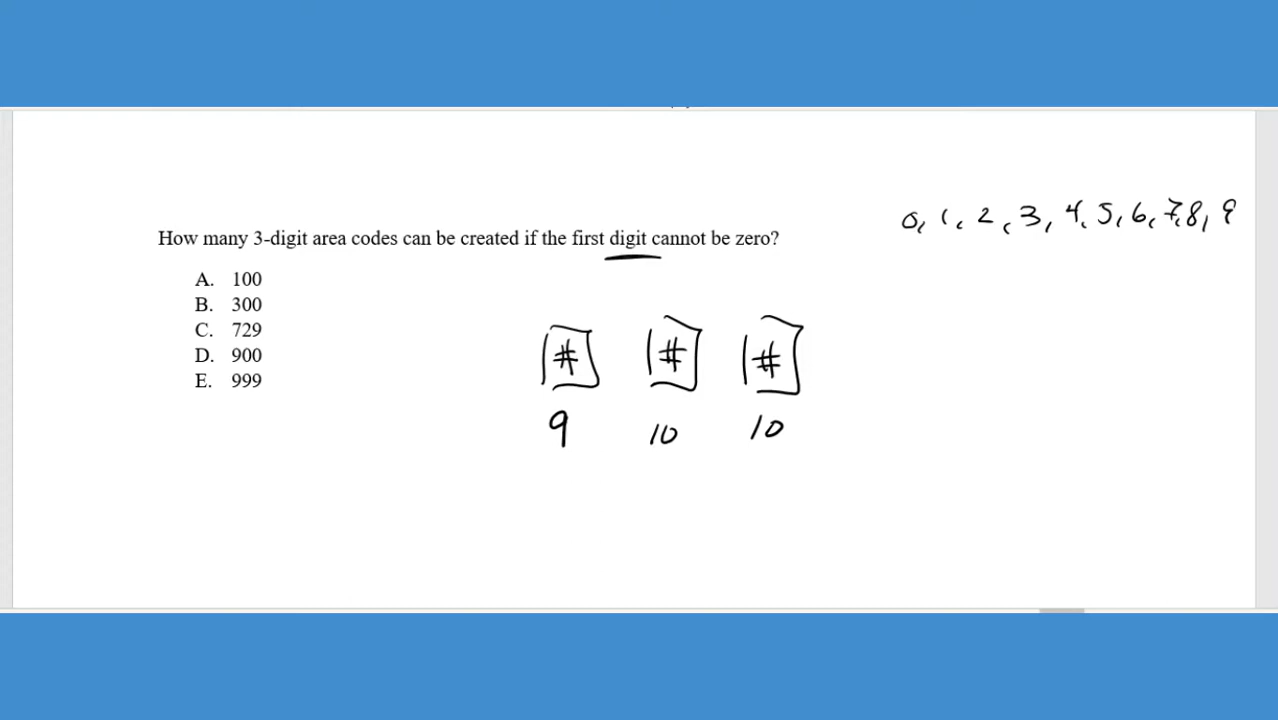 0, 1, 2, 3, 4, 5, 6, 7, 8, 9
How many 3-digit area codes can be created if the first digit cannot be zero?
A. 100
B. 300
C. 729
D. 900
E. 999
# # #
9 10 10